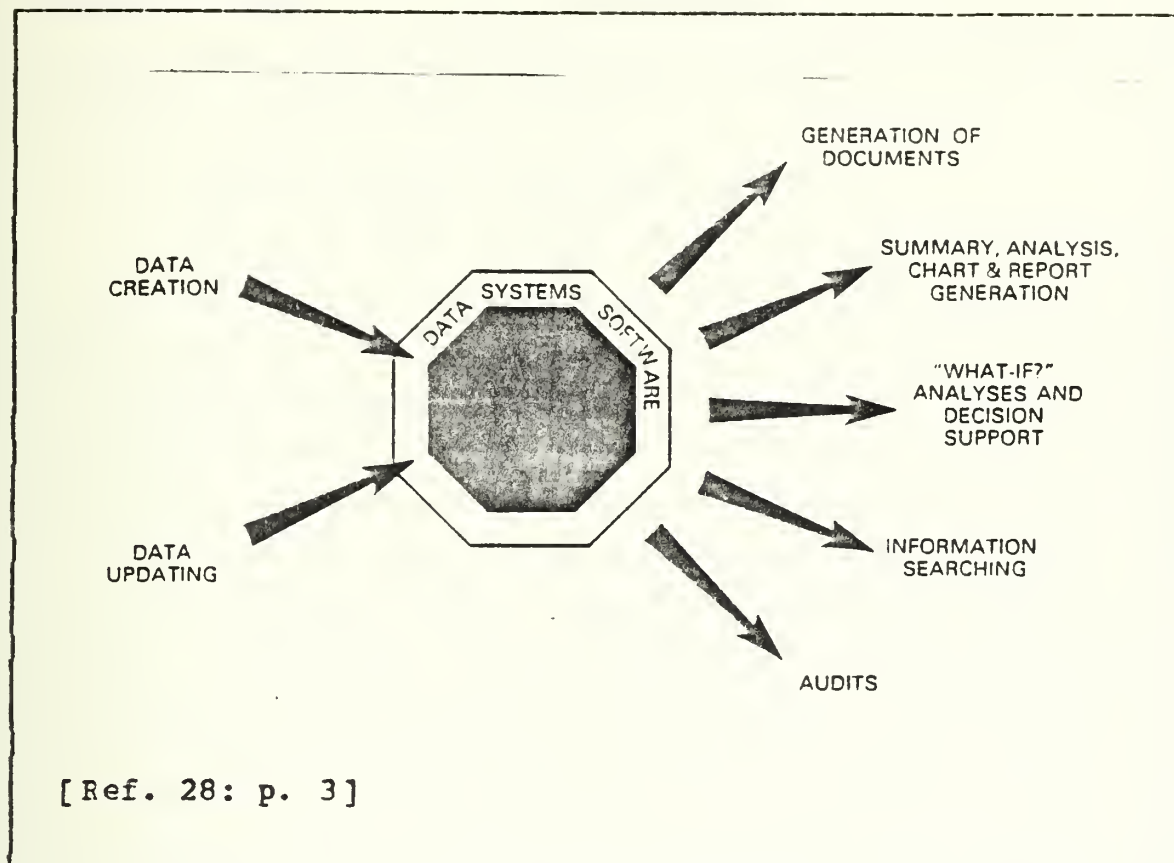 GENERATION OF
DOCUMENTS
SUMMARY, ANALYSIS,
CHART & REPORT
GENERATION
DATA
CREATION
DATA SYSTEMS SOFTWARE
"WHAT-IF?"
ANALYSES AND
DECISION
SUPPORT
DATA
UPDATING
INFORMATION
SEARCHING
AUDITS
[Ref. 28: p. 3]